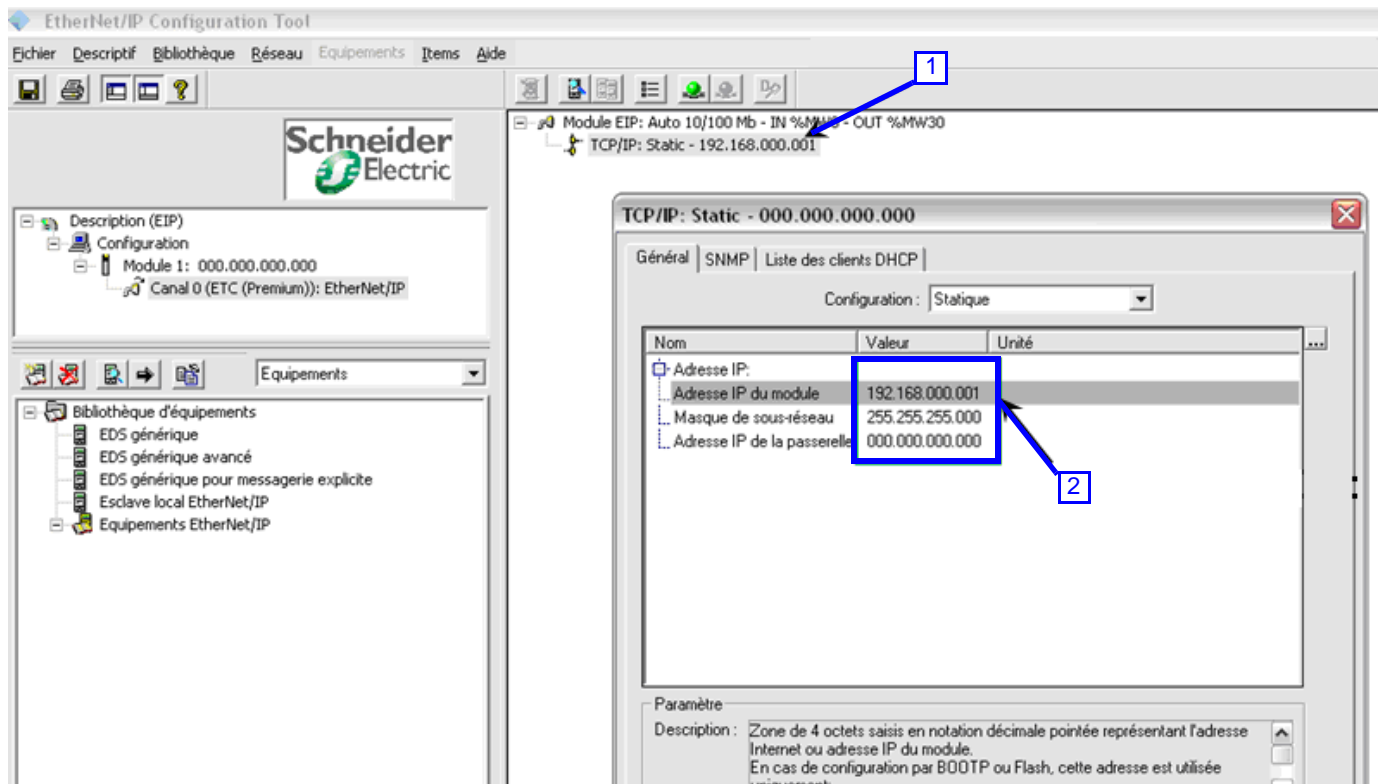 EtherNet/IP Configuration Tool
Fichier Descriptif Bibliothèque Réseau Equipements Items Aide
1
Schneider
Electric
Module EIP: Auto 10/100 Mb - IN - OUT %MW30
TCP/IP: Static - 192.168.000.001
Description (EIP)
Configuration
Module 1: 000.000.000.000
Canal 0 (ETC (Premium)): EtherNet/IP
Equipements
Bibliothèque d'équipements
EDS générique
EDS générique avancé
EDS générique pour messagerie explicite
Esclave local EtherNet/IP
Equipements EtherNet/IP
TCP/IP: Static - 000.000.000.000
Général SNMP Liste des clients DHCP
Configuration : Statique
Nom Valeur Unité
...
Adresse IP:
Adresse IP du module 192.168.000.001
Masque de sous-réseau 255.255.255.000
Adresse IP de la passerelle 000.000.000.000
2
Paramètre
Description : Zone de 4 octets saisis en notation décimale pointée représentant l'adresse
Internet ou adresse IP du module.
En cas de configuration par BOOTP ou Flash, cette adresse est utilisée